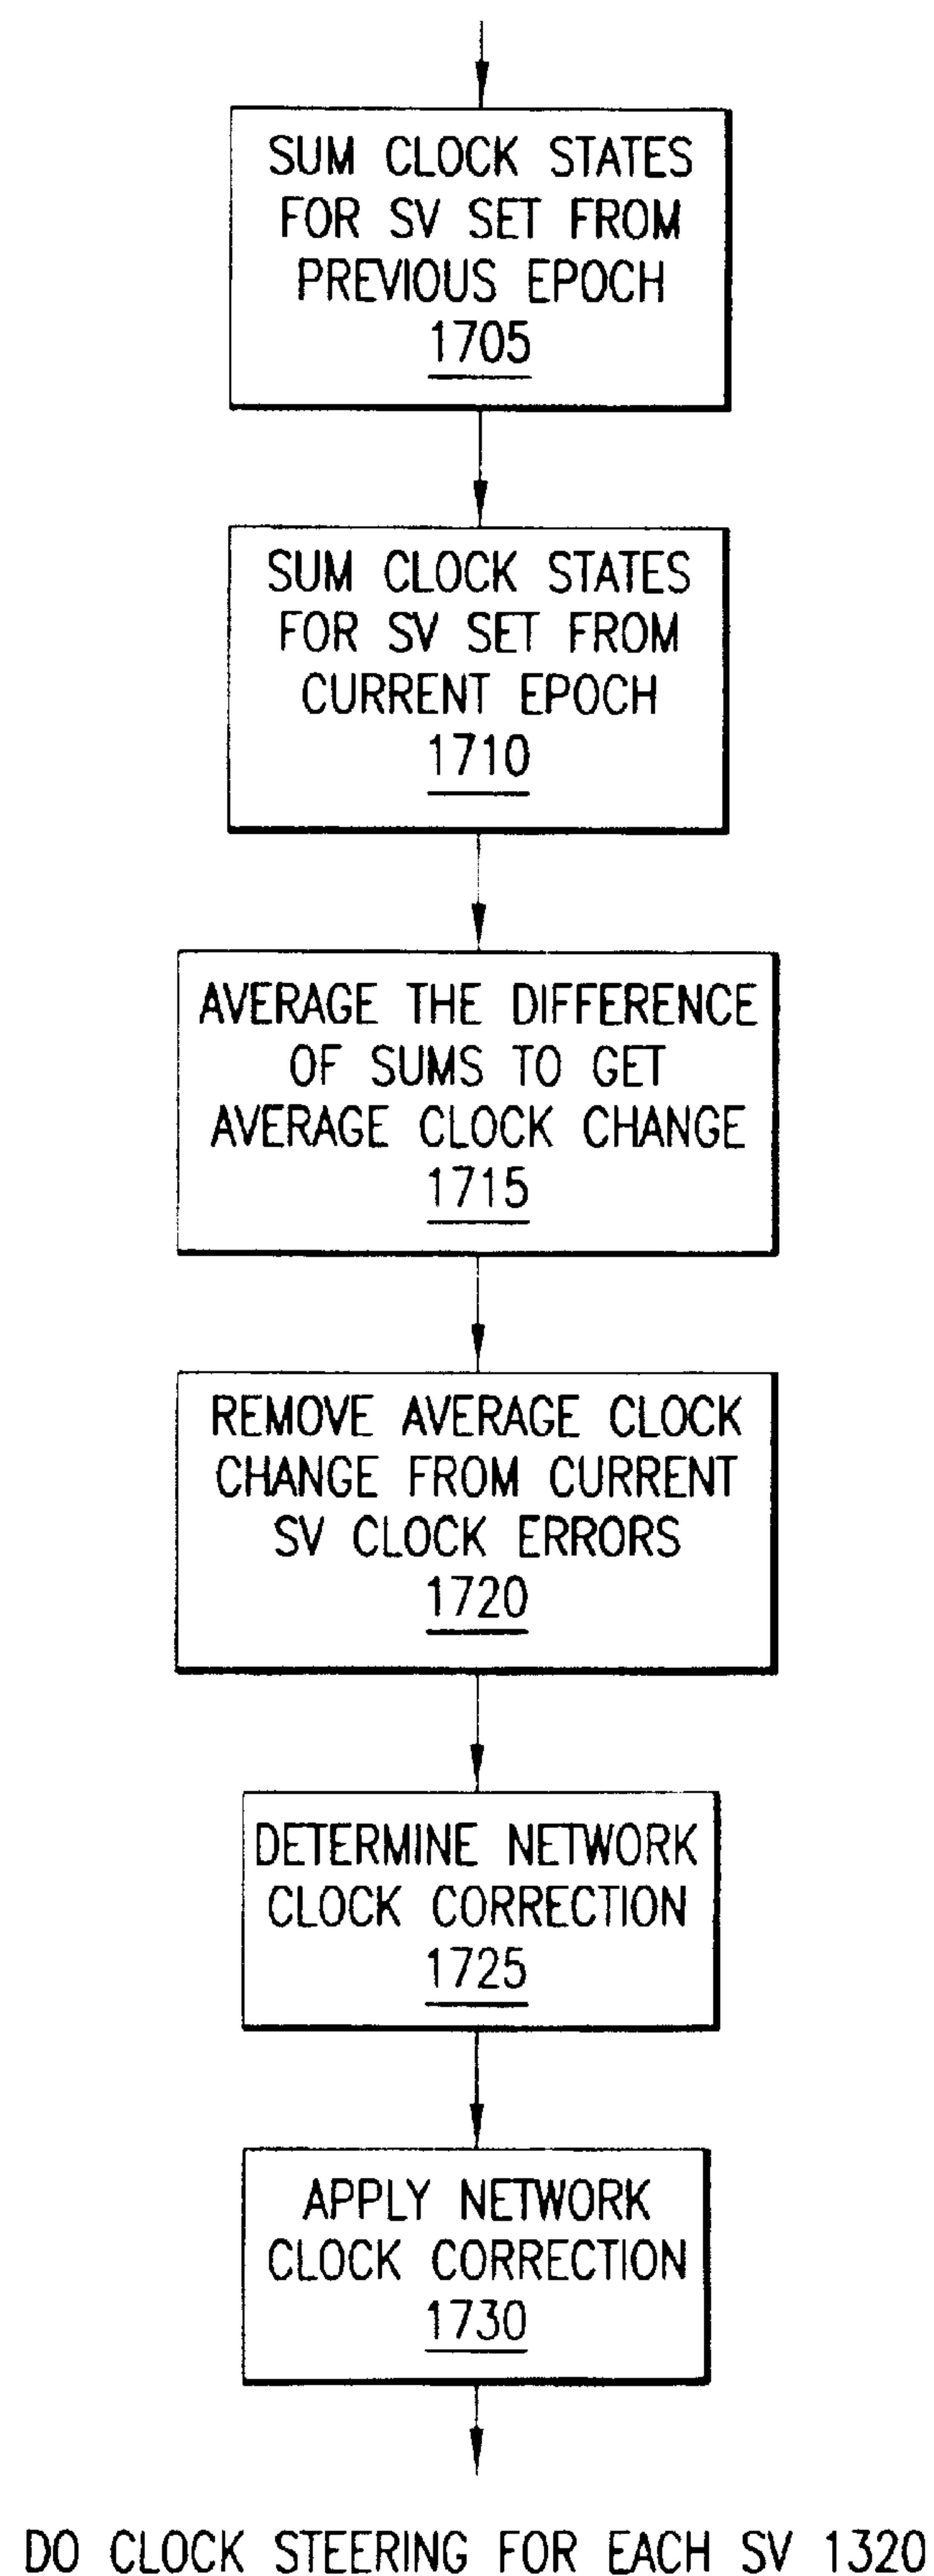 SUM CLOCK STATES
FOR SV SET FROM
PREVIOUS EPOCH
1705
SUM CLOCK STATES
FOR SV SET FROM
CURRENT EPOCH
1710
AVERAGE THE DIFFERENCE
OF SUMS TO GET
AVERAGE CLOCK CHANGE
1715
REMOVE AVERAGE CLOCK
CHANGE FROM CURRENT
SV CLOCK ERRORS
1720
DETERMINE NETWORK
CLOCK CORRECTION
1725
APPLY NETWORK
CLOCK CORRECTION
1730
DO CLOCK STEERING FOR EACH SV 1320